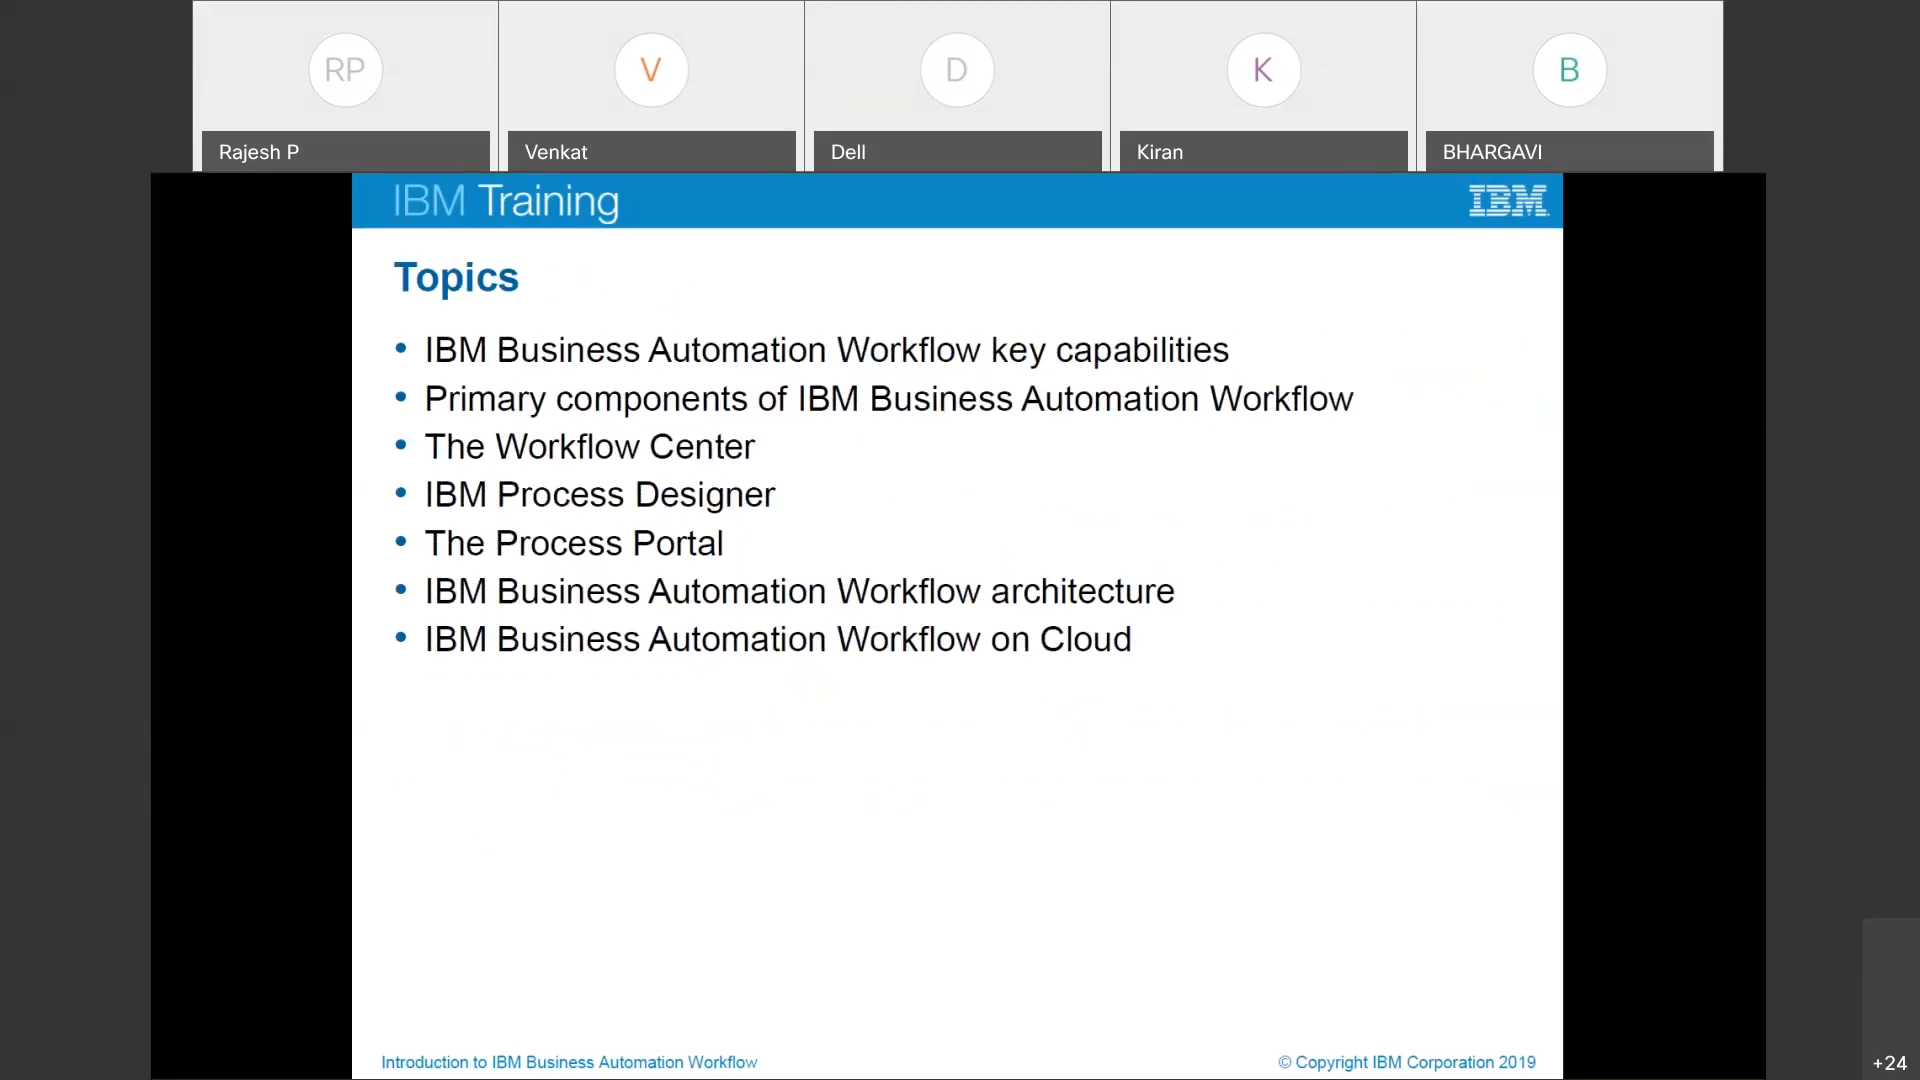 RP
V
D
K
B
Rajesh P
Venkat
Dell
Kiran
BHARGAVI
IBM Training
IBM
Topics
• IBM Business Automation Workflow key capabilities
• Primary components of IBM Business Automation Workflow
• The Workflow Center
• IBM Process Designer
• The Process Portal
• IBM Business Automation Workflow architecture
• IBM Business Automation Workflow on Cloud
Introduction to IBM Business Automation Workflow
© Copyright IBM Corporation 2019
+24